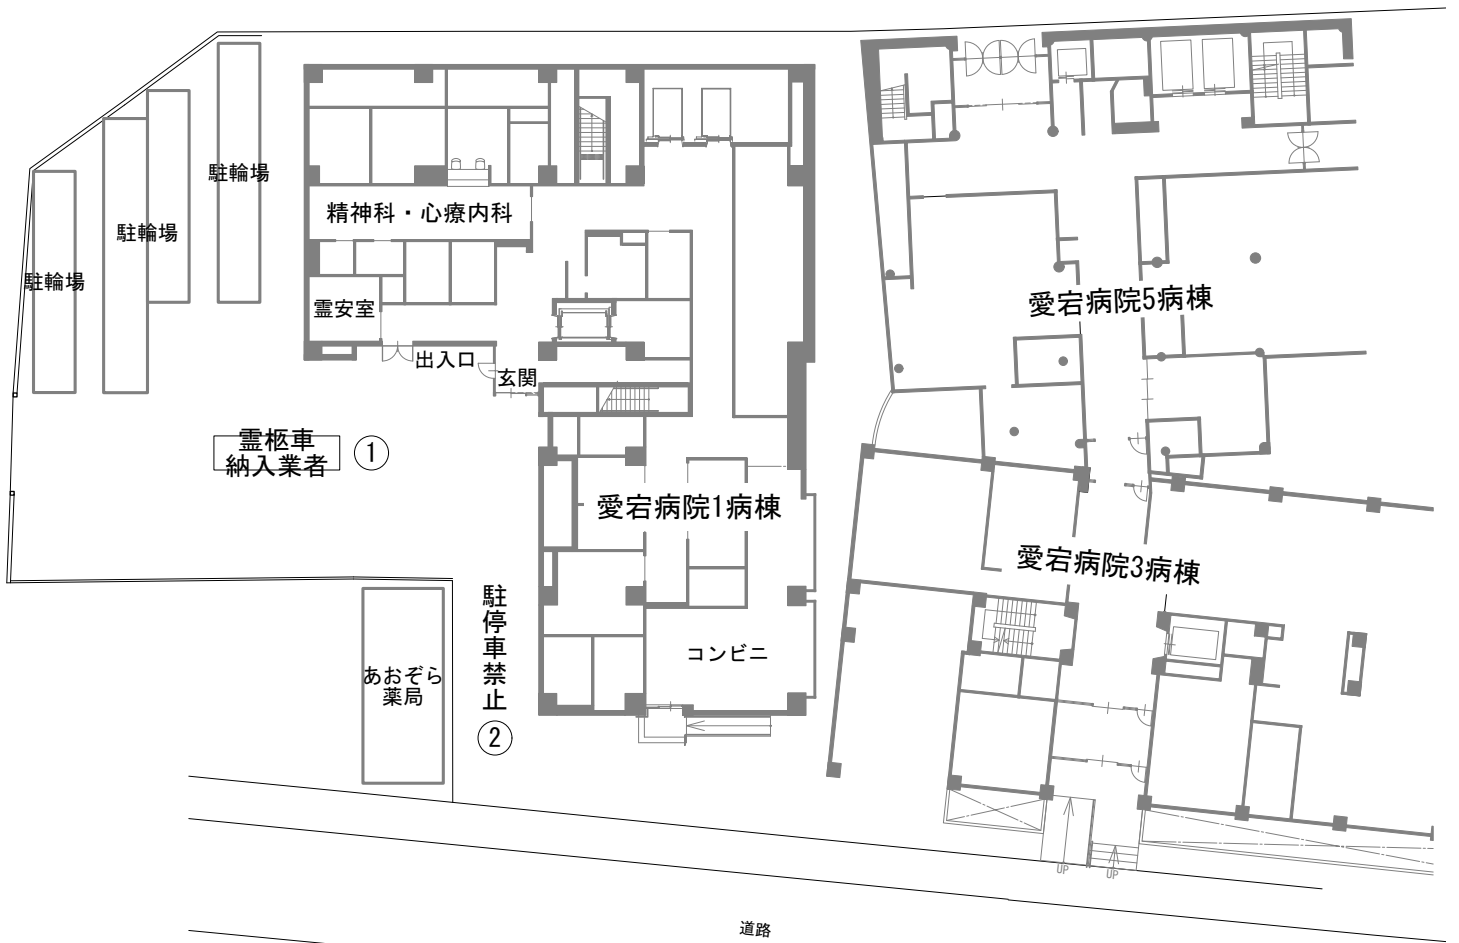 駐輪場
駐輪場
駐輪場
精神科・心療内科
霊安室
出入口
玄関
霊柩車
納入業者
①
愛宕病院1病棟
愛宕病院5病棟
愛宕病院3病棟
駐停車禁止
②
コンビニ
あおぞら
薬局
UP
UP
道路